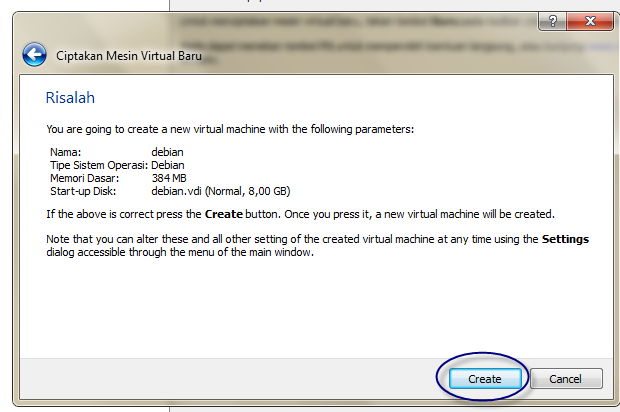 Ciptakan Mesin Virtual Baru
Risalah
You are going to create a new virtual machine with the following parameters:
Nama: debian
Tipe Sistem Operasi: Debian
Memori Dasar: 384 MB
Start-up Disk: debian.vdi (Normal, 8,00 GB)
If the above is correct press the Create button. Once you press it, a new virtual machine will be created.
Note that you can alter these and all other setting of the created virtual machine at any time using the Settings
dialog accessible through the menu of the main window.
Create Cancel